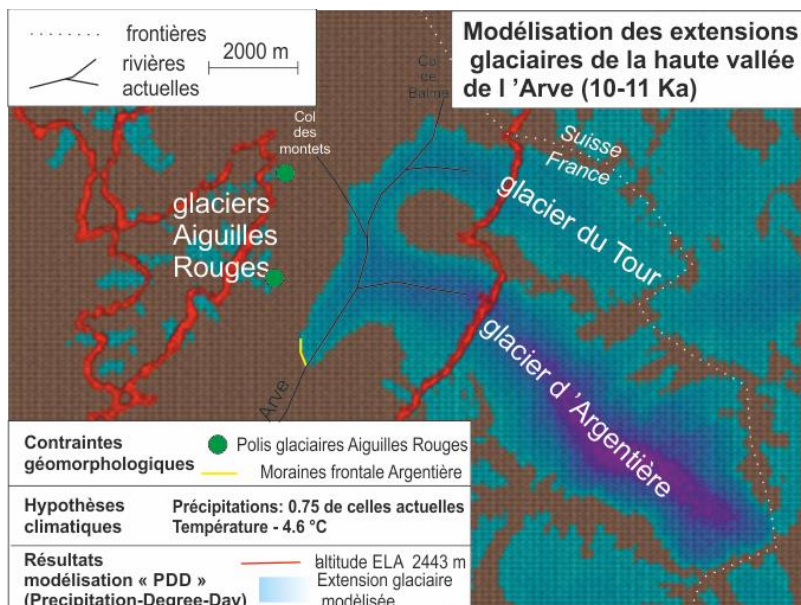 frontières
rivières
actuelles
2000 m
Modélisation des extensions
glaciaires de la haute vallée
de l ’Arve (10-11 Ka)
Col
de
Balme
Col
des
montets
Suisse
France
glaciers
Aiguilles
Rouges
glacier du Tour
glacier d ’Argentière
Arve
Contraintes
géomorphologiques
Polis glaciaires Aiguilles Rouges
Moraines frontale Argentière
Hypothèses
climatiques
Précipitations: 0.75 de celles actuelles
Température - 4.6 °C
Résultats
modélisation « PDD »
(Precipitation-Degree-Day)
altitude ELA 2443 m
Extension glaciaire
modèlisée